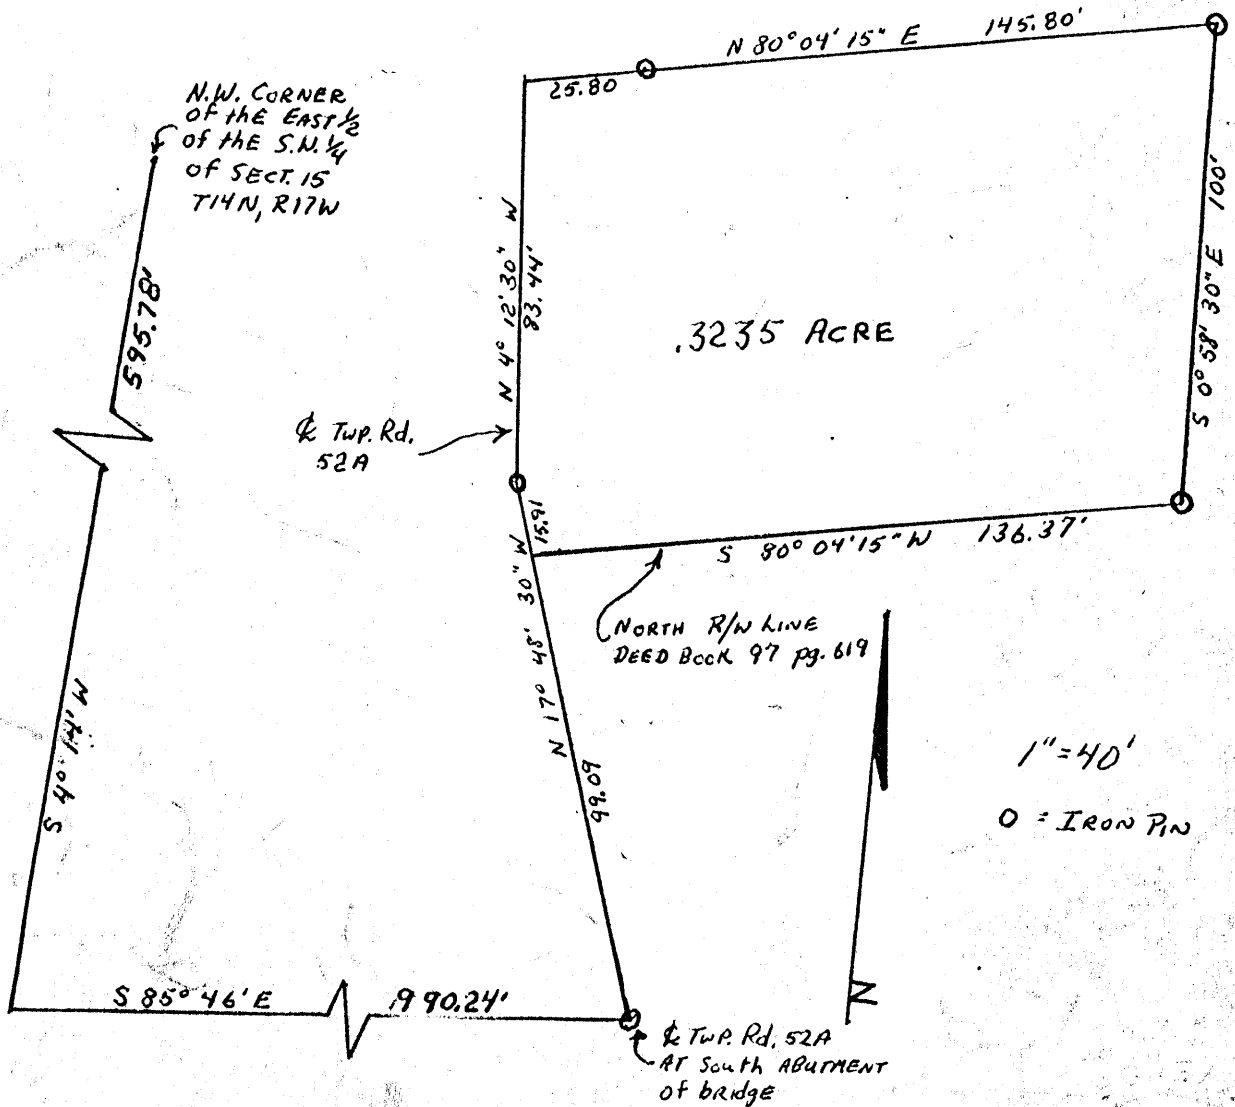 N 80° 04' 15" E 145.80'
25.80
N.W. CORNER
of the EAST 1/2
of the S.W. 1/4
of SECT. 15
T14N, R17W
N 4° 12' 30" W
83.44'
S 0° 58' 30" E 100'
595.78'
.3235 ACRE
℄ Twp. Rd.
52A
15.91
S 80° 04' 15" W 136.37'
N 17° 48' 30" W
99.09
NORTH R/W LINE
DEED Book 97 pg. 619
S 4° 14' W
1" = 40'
O = IRON PIN
S 85° 46' E 990.24'
N
℄ Twp. Rd. 52A
AT South ABUTMENT
of bridge